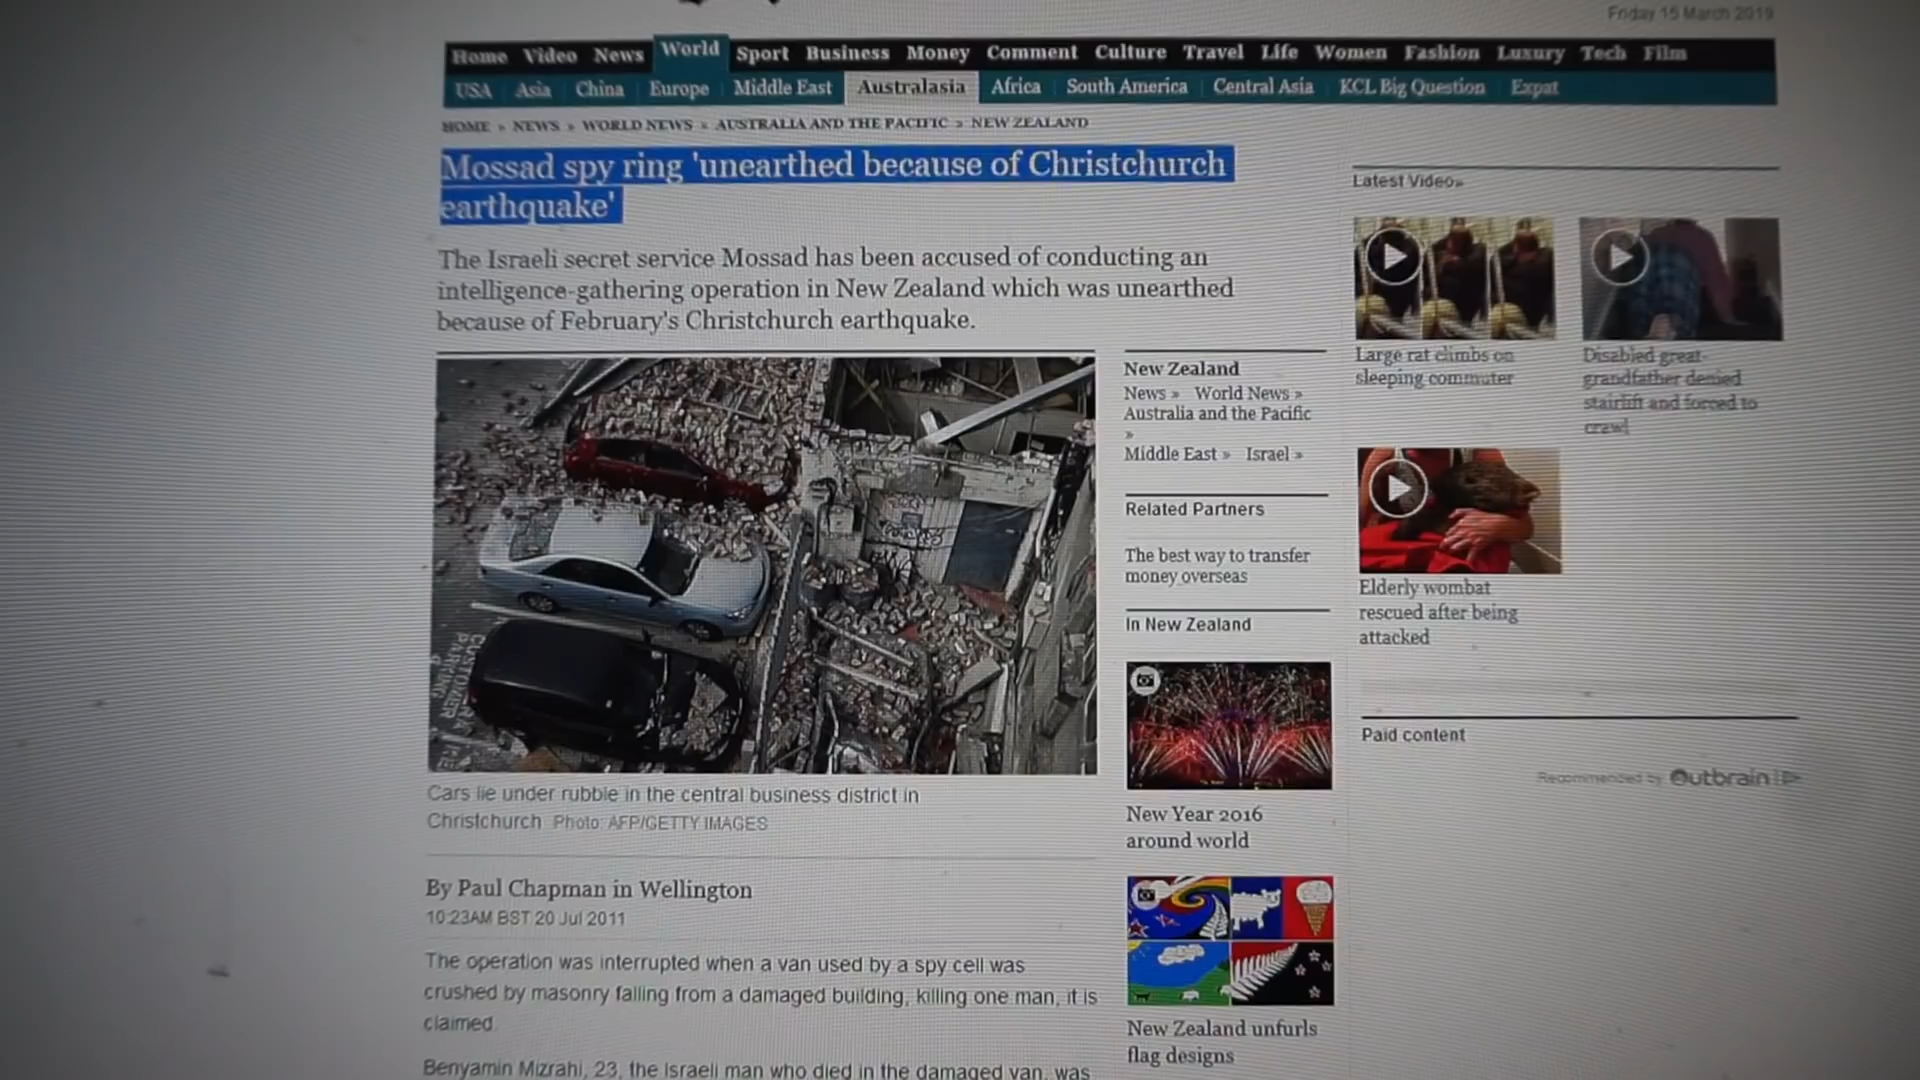 Friday 15 March 2019
Home Video News World Sport Business Money Comment Culture Travel Life Women Fashion Luxury Tech Film
USA Asia China Europe Middle East Australasia Africa South America Central Asia KCL Big Question Expat
HOME » NEWS » WORLD NEWS » AUSTRALIA AND THE PACIFIC » NEW ZEALAND
Mossad spy ring 'unearthed because of Christchurch
earthquake'
The Israeli secret service Mossad has been accused of conducting an
intelligence-gathering operation in New Zealand which was unearthed
because of February's Christchurch earthquake.
CUSTOMER
PARKING
Cars lie under rubble in the central business district in
Christchurch Photo: AFP/GETTY IMAGES
By Paul Chapman in Wellington
10:23AM BST 20 Jul 2011
The operation was interrupted when a van used by a spy cell was
crushed by masonry falling from a damaged building, killing one man, it is
claimed.
Benyamin Mizrahi, 23, the Israeli man who died in the damaged van, was
New Zealand
News » World News »
Australia and the Pacific
»
Middle East » Israel »
Related Partners
The best way to transfer
money overseas
In New Zealand
New Year 2016
around world
New Zealand unfurls
flag designs
Latest Video»
Large rat climbs on
sleeping commuter
Disabled great-
grandfather denied
stairlift and forced to
crawl
Elderly wombat
rescued after being
attacked
Paid content
Recommended by Outbrain